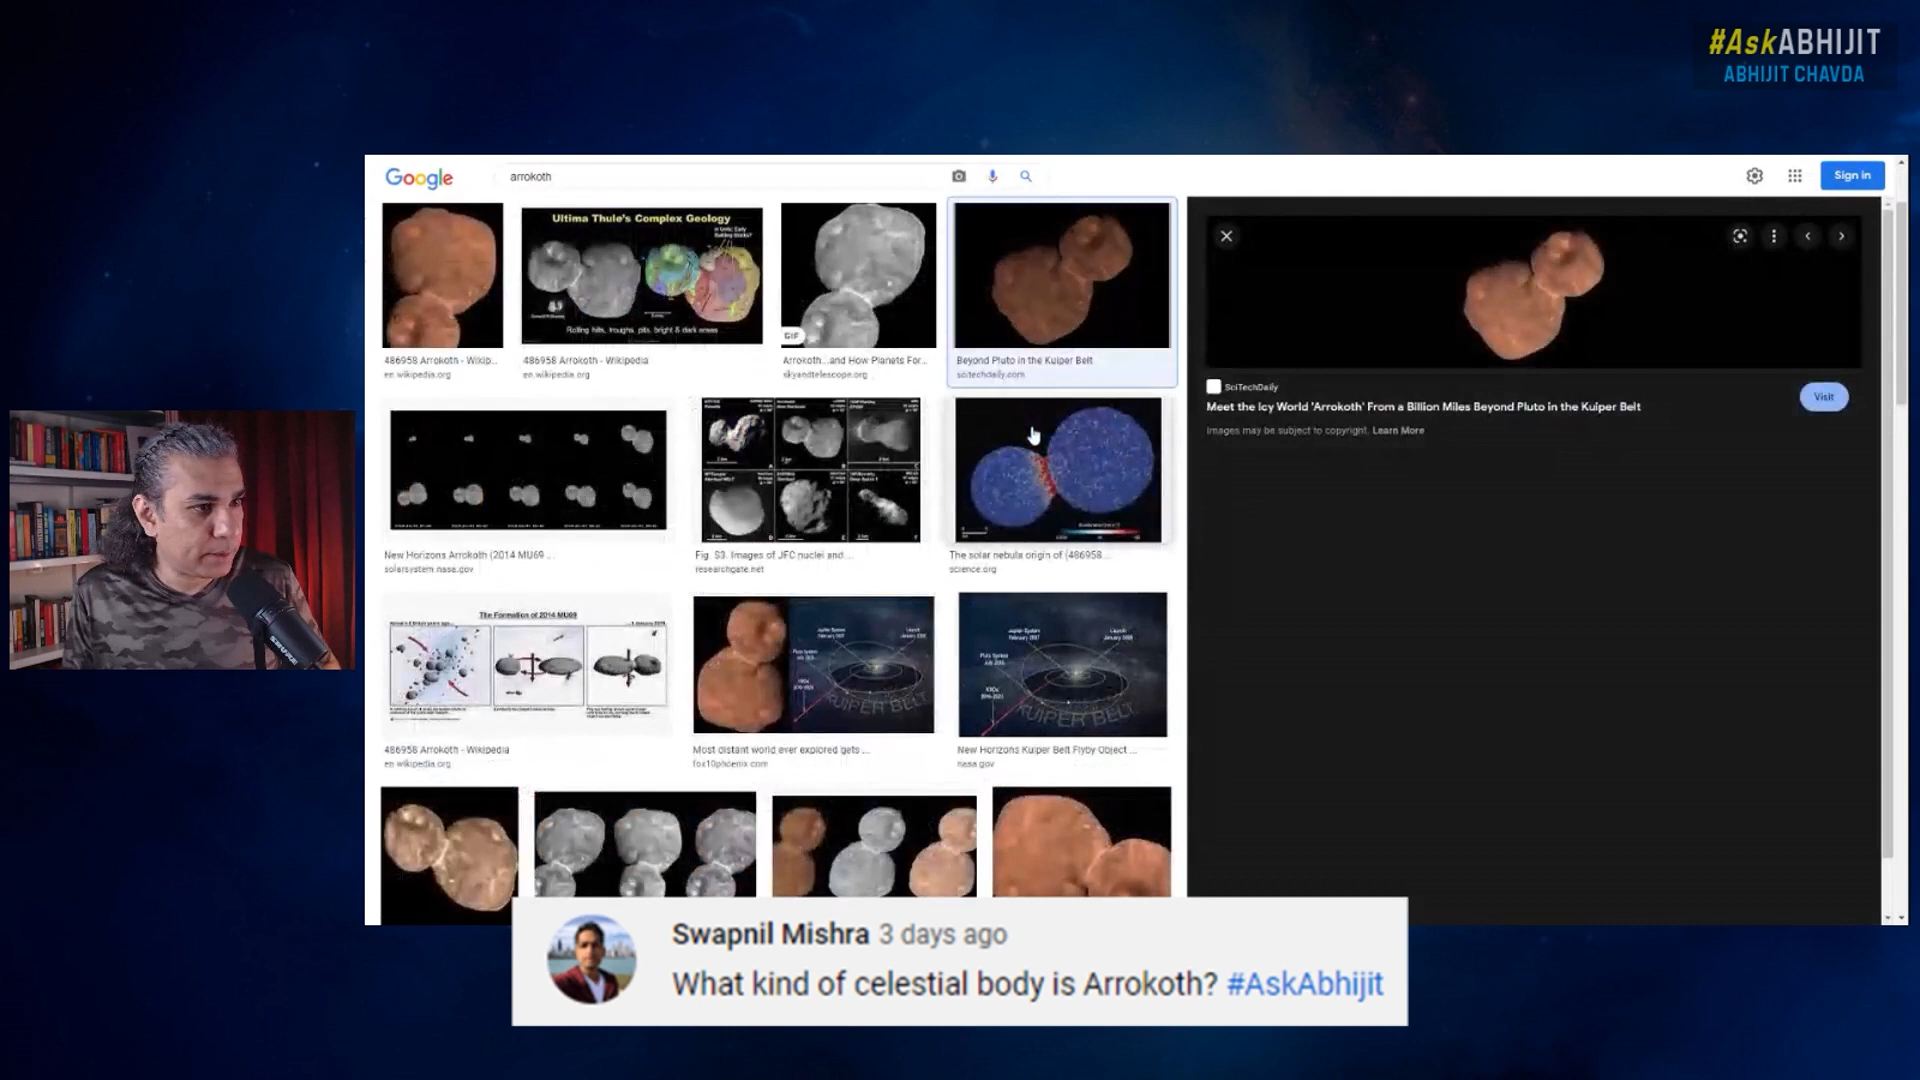 #AskABHIJIT
ABHIJIT CHAVDA
Google
arrokoth
Sign in
Ultima Thule's Complex Geology
Rolling hills, troughs, pits, bright & dark areas
GIF
486958 Arrokoth - Wikip...
en.wikipedia.org
486958 Arrokoth - Wikipedia
en.wikipedia.org
Arrokoth...and How Planets For...
skyandtelescope.org
Beyond Pluto in the Kuiper Belt
scitechdaily.com
SciTechDaily
Meet the Icy World 'Arrokoth' From a Billion Miles Beyond Pluto in the Kuiper Belt
Visit
Images may be subject to copyright. Learn More
New Horizons Arrokoth (2014 MU69 ...
solarsystem.nasa.gov
Fig. S3. Images of JFC nuclei and ...
researchgate.net
The solar nebula origin of (486958 ...
science.org
The Formation of 2014 MU69
KUIPER BELT
KUIPER BELT
486958 Arrokoth - Wikipedia
en.wikipedia.org
Most distant world ever explored gets ...
fox10phoenix.com
New Horizons Kuiper Belt Flyby Object ...
nasa.gov
Swapnil Mishra 3 days ago
What kind of celestial body is Arrokoth? #AskAbhijit